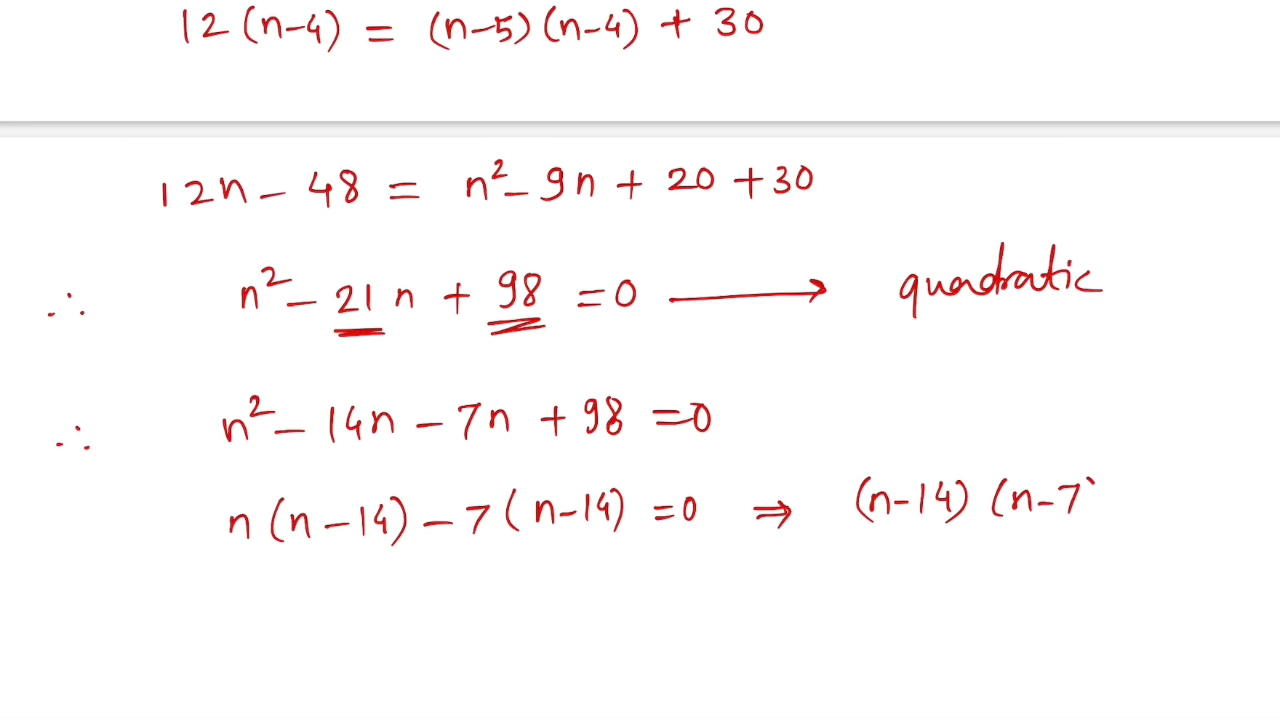 12(n-4) = (n-5)(n-4) + 30
12n - 48 = n² - 9n + 20 + 30
∴ n² - 21n + 98 = 0 ⟶ quadratic
∴ n² - 14n - 7n + 98 = 0
n(n-14) - 7(n-14) = 0 ⇒ (n-14)(n-7